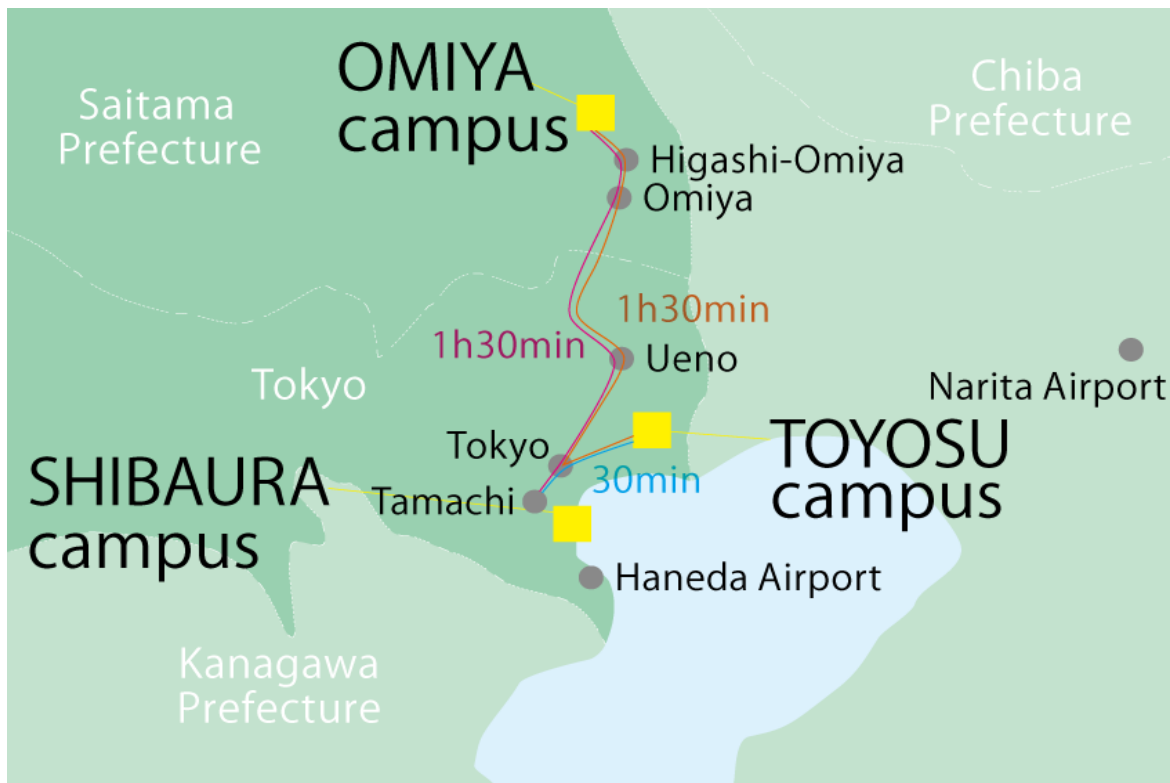 OMIYA
campus
Saitama
Prefecture
Chiba
Prefecture
Higashi-Omiya
Omiya
1h30min
1h30min
Ueno
Narita Airport
Tokyo
Tokyo
TOYOSU
campus
30min
SHIBAURA
campus
Tamachi
Haneda Airport
Kanagawa
Prefecture